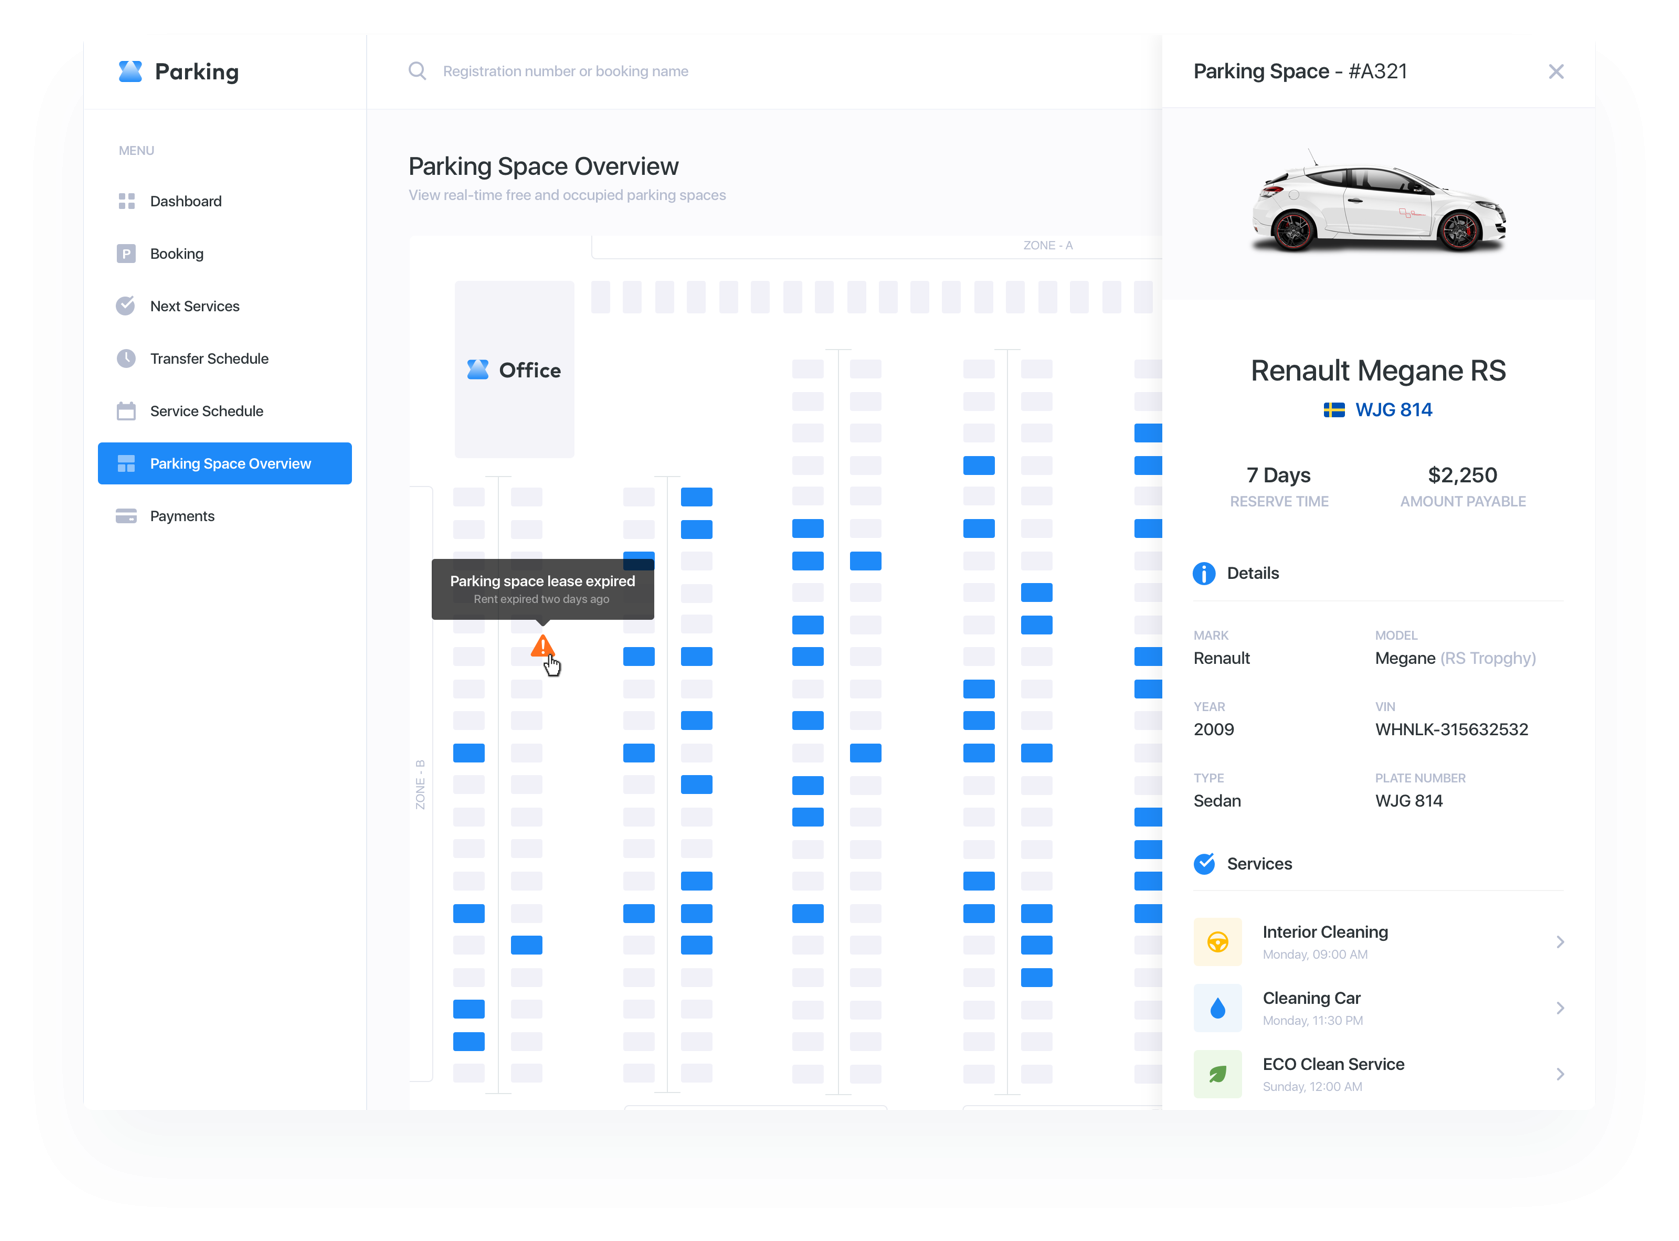 Parking
MENU
Dashboard
P
Booking
Next Services
Transfer Schedule
Service Schedule
Parking Space Overview
Payments
Registration number or booking name
Parking Space Overview
View real-time free and occupied parking spaces
ZONE - A
Office
Parking space lease expired
Rent expired two days ago
ZONE - B
Parking Space - #A321
Renault Megane RS
WJG 814
7 Days
RESERVE TIME
$2,250
AMOUNT PAYABLE
Details
MARK
Renault
MODEL
Megane (RS Tropghy)
YEAR
2009
VIN
WHNLK-315632532
TYPE
Sedan
PLATE NUMBER
WJG 814
Services
Interior Cleaning
Monday, 09:00 AM
Cleaning Car
Monday, 11:30 PM
ECO Clean Service
Sunday, 12:00 AM